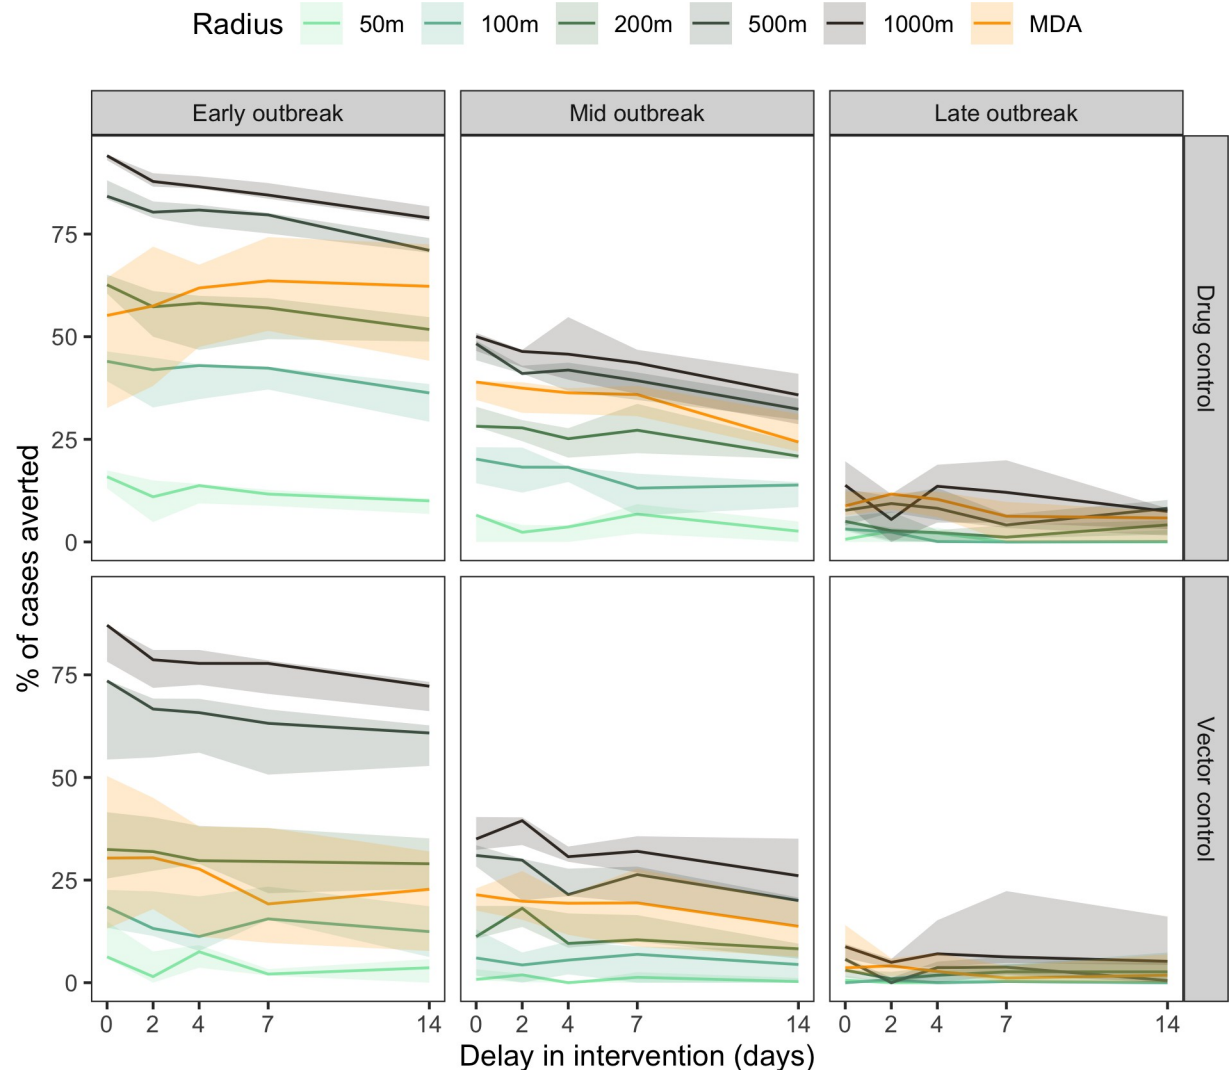 Radius 50m 100m 200m 500m 1000m MDA
Early outbreak Mid outbreak Late outbreak
% of cases averted
75
50
25
0
Drug control
75
50
25
0
Vector control
0 2 4 7 14 0 2 4 7 14 0 2 4 7 14
Delay in intervention (days)